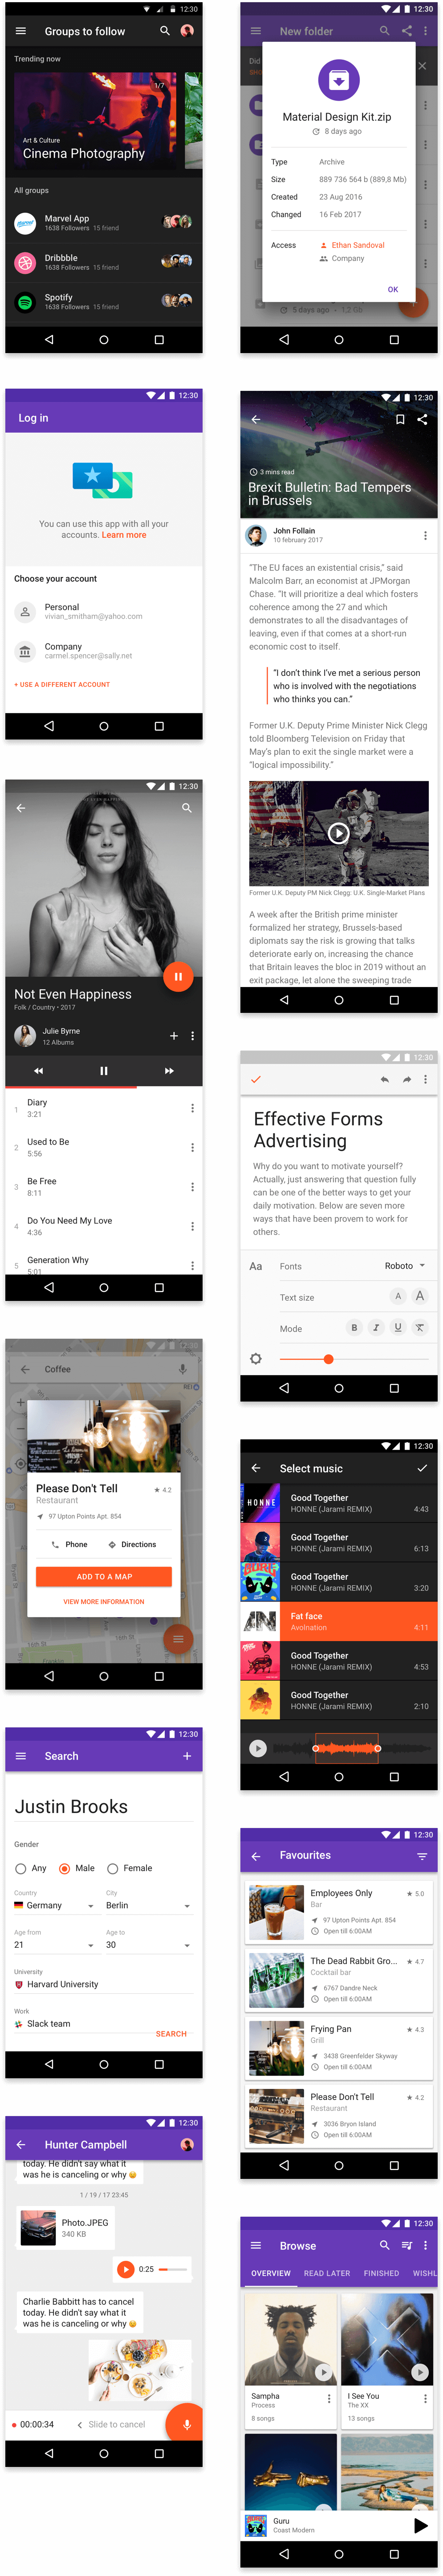 12:30
Groups to follow
Trending now
1/7
Art & Culture
Cinema Photography
All groups
Marvel App
1638 Followers 15 friend
Dribbble
1638 Followers 15 friend
Spotify
1638 Followers 15 friend
12:30
Log in
You can use this app with all your
accounts. Learn more
Choose your account
Personal
vivian_smitham@yahoo.com
Company
carmel.spencer@sally.net
+ USE A DIFFERENT ACCOUNT
12:30
Not Even Happiness
Folk / Country • 2017
Julie Byrne
12 Albums
1 Diary
3:21
2 Used to Be
5:56
3 Be Free
8:11
4 Do You Need My Love
4:36
5 Generation Why
5:01
12:30
Coffee
Please Don't Tell
★ 4.2
Restaurant
97 Upton Points Apt. 854
Phone Directions
ADD TO A MAP
VIEW MORE INFORMATION
Franklin
12:30
Search
Justin Brooks
Gender
Any Male Female
Country City
Germany Berlin
Age from Age to
21 30
University
Harvard University
Work
Slack team
SEARCH
12:30
Hunter Campbell
today. He didn't say what it
was he is canceling or why 😉
1 / 19 / 17 23:45
Photo.JPEG
340 KB
0:25
Charlie Babbitt has to cancel
today. He didn't say what it
was he is canceling or why 😉
00:00:34 Slide to cancel
12:30
New folder
Did
Material Design Kit.zip
8 days ago
Type Archive
Size 889 736 564 b (889,8 Mb)
Created 23 Aug 2016
Changed 16 Feb 2017
Access Ethan Sandoval
Company
OK
5 days ago • 1.2 Gb
12:30
3 mins read
Brexit Bulletin: Bad Tempers
in Brussels
John Follain
10 february 2017
“The EU faces an existential crisis,” said
Malcolm Barr, an economist at JPMorgan
Chase. “It will prioritize a deal which fosters
coherence among the 27 and which
demonstrates to all the disadvantages of
leaving, even if that comes at a short-run
economic cost to itself.
“I don’t think I’ve met a serious person
who is involved with the negotiations
who thinks you can.”
Former U.K. Deputy Prime Minister Nick Clegg
told Bloomberg Television on Friday that
May’s plan to exit the single market were a
“logical impossibility.”
Former U.K. Deputy PM Nick Clegg: U.K. Single-Market Plans
A week after the British prime minister
formalized her strategy, Brussels-based
diplomats say the risk is growing that talks
deteriorate early on, increasing the chance
that Britain leaves the bloc in 2019 without an
exit package, let alone the sweeping trade
12:30
Effective Forms
Advertising
Why do you want to motivate yourself?
Actually, just answering that question fully
can be one of the better ways to get your
daily motivation. Below are seven more
ways that have been provem to work for
others.
Aa Fonts Roboto
Text size A A
Mode B I U
12:30
Select music
HONNE
Good Together
HONNE (Jarami REMIX) 4:43
Good Together
HONNE (Jarami REMIX) 6:13
Good Together
HONNE (Jarami REMIX) 3:20
Fat face
Avolnation 4:11
Good Together
HONNE (Jarami REMIX) 4:53
Good Together
HONNE (Jarami REMIX) 2:10
12:30
Favourites
Employees Only ★ 5.0
Bar
97 Upton Points Apt. 854
Open till 6:00AM
The Dead Rabbit Gro... ★ 4.7
Cocktail bar
6767 Dandre Neck
Open till 6:00AM
Frying Pan ★ 4.3
Grill
3438 Greenfelder Skyway
Open till 6:00AM
Please Don't Tell ★ 4.2
Restaurant
3036 Bryon Island
Open till 6:00AM
12:30
Browse
OVERVIEW READ LATER FINISHED WISHL
Sampha I See You
Process The XX
8 songs 13 songs
Guru
Coast Modern